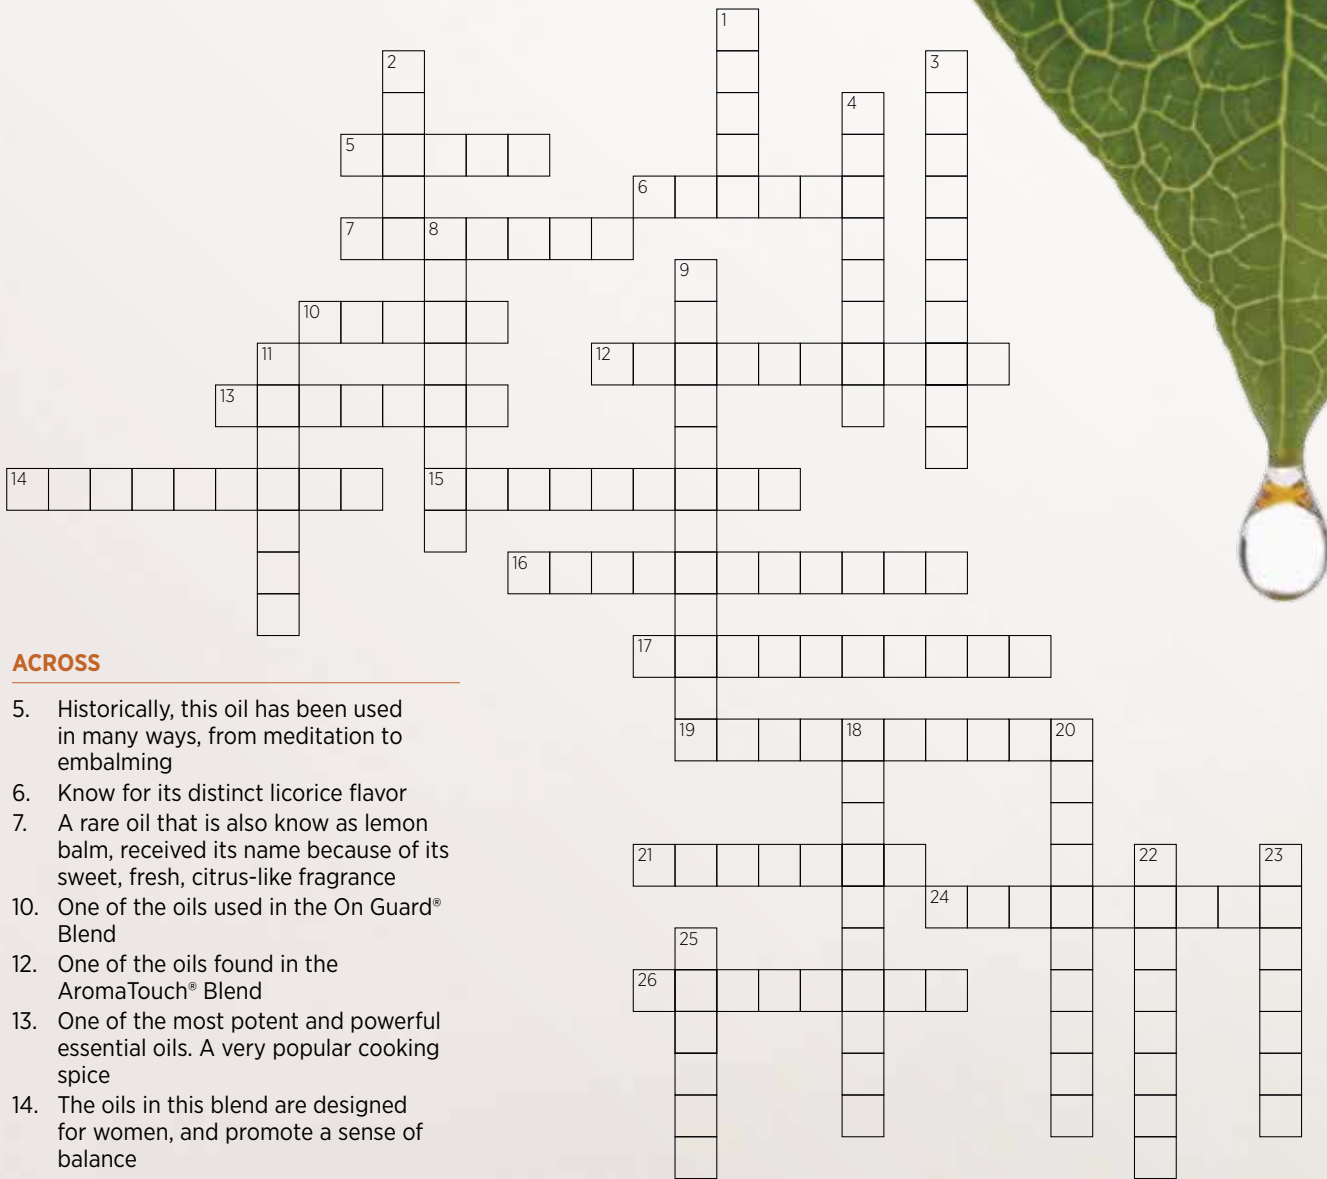 1
2
3
4
5
6
7
8
9
10
11
12
13
14
15
16
17
19
18
20
21
22
23
24
25
26
ACROSS
5. Historically, this oil has been used
in many ways, from meditation to
embalming
6. Know for its distinct licorice flavor
7. A rare oil that is also know as lemon
balm, received its name because of its
sweet, fresh, citrus-like fragrance
10. One of the oils used in the On Guard®
Blend
12. One of the oils found in the
AromaTouch® Blend
13. One of the most potent and powerful
essential oils. A very popular cooking
spice
14. The oils in this blend are designed
for women, and promote a sense of
balance